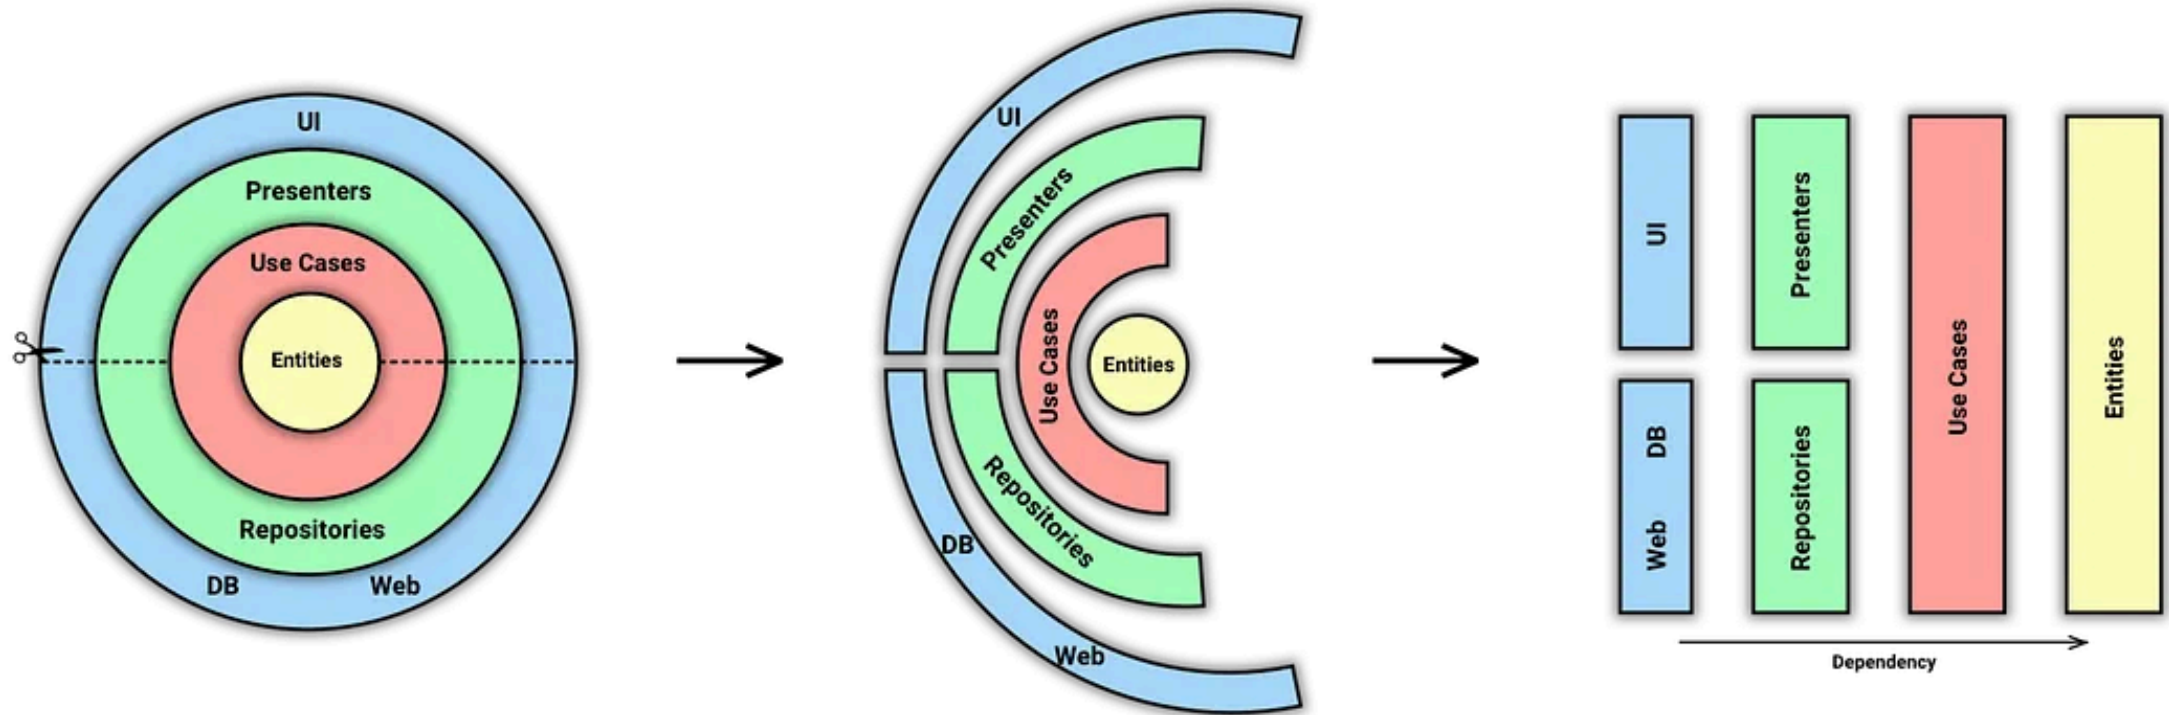 UI
Presenters
Use Cases
Entities
Repositories
DB
Web
UI
Presenters
Use Cases
Entities
Repositories
DB
Web
UI
Presenters
Use Cases
Entities
DB
Web
Repositories
Dependency